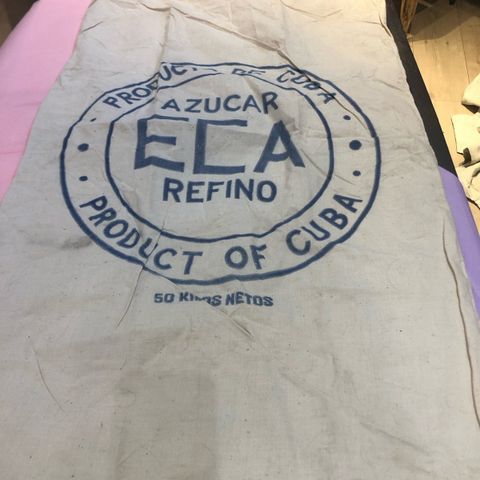 PRODUCTO DE CUBA
AZUCAR
ECA
REFINO
PRODUCT OF CUBA
50 KILOS NETOS